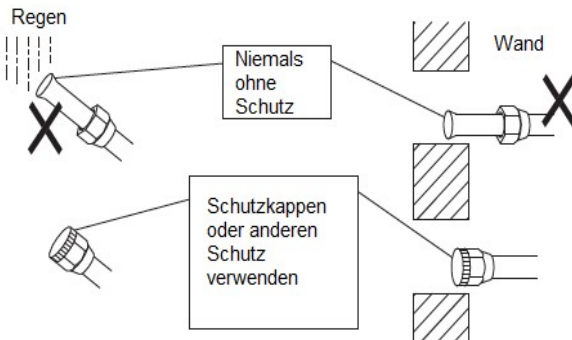 Regen
Wand
Niemals
ohne
Schutz
Schutzkappen
oder anderen
Schutz
verwenden